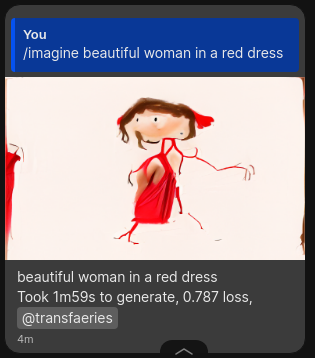 You
/imagine beautiful woman in a red dress
beautiful woman in a red dress
Took 1m59s to generate, 0.787 loss,
@transfaeries
4m